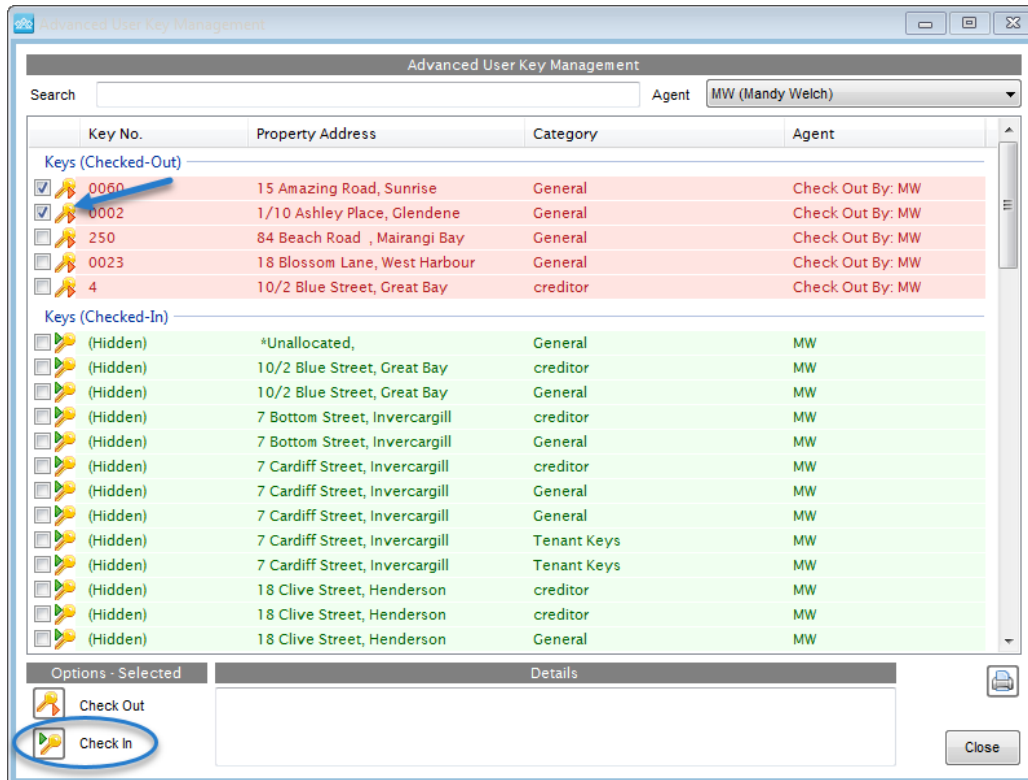 Advanced User Key Management
Advanced User Key Management
Search Agent MW (Mandy Welch)
Key No. Property Address Category Agent
Keys (Checked-Out)
0060 15 Amazing Road, Sunrise General Check Out By: MW
0002 1/10 Ashley Place, Glendene General Check Out By: MW
250 84 Beach Road , Mairangi Bay General Check Out By: MW
0023 18 Blossom Lane, West Harbour General Check Out By: MW
4 10/2 Blue Street, Great Bay creditor Check Out By: MW
Keys (Checked-In)
(Hidden) *Unallocated, General MW
(Hidden) 10/2 Blue Street, Great Bay creditor MW
(Hidden) 10/2 Blue Street, Great Bay General MW
(Hidden) 7 Bottom Street, Invercargill creditor MW
(Hidden) 7 Bottom Street, Invercargill General MW
(Hidden) 7 Cardiff Street, Invercargill creditor MW
(Hidden) 7 Cardiff Street, Invercargill General MW
(Hidden) 7 Cardiff Street, Invercargill General MW
(Hidden) 7 Cardiff Street, Invercargill Tenant Keys MW
(Hidden) 7 Cardiff Street, Invercargill Tenant Keys MW
(Hidden) 18 Clive Street, Henderson creditor MW
(Hidden) 18 Clive Street, Henderson creditor MW
(Hidden) 18 Clive Street, Henderson General MW
Options - Selected Details
Check Out
Check In
Close